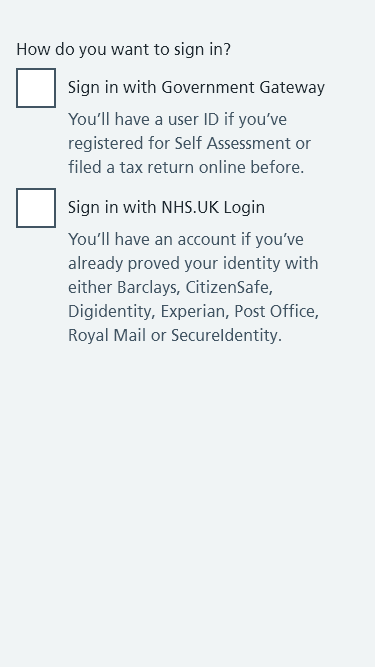 How do you want to sign in?
Sign in with Government Gateway
You’ll have a user ID if you’ve
registered for Self Assessment or
filed a tax return online before.
Sign in with NHS.UK Login
You’ll have an account if you’ve
already proved your identity with
either Barclays, CitizenSafe,
Digidentity, Experian, Post Office,
Royal Mail or SecureIdentity.